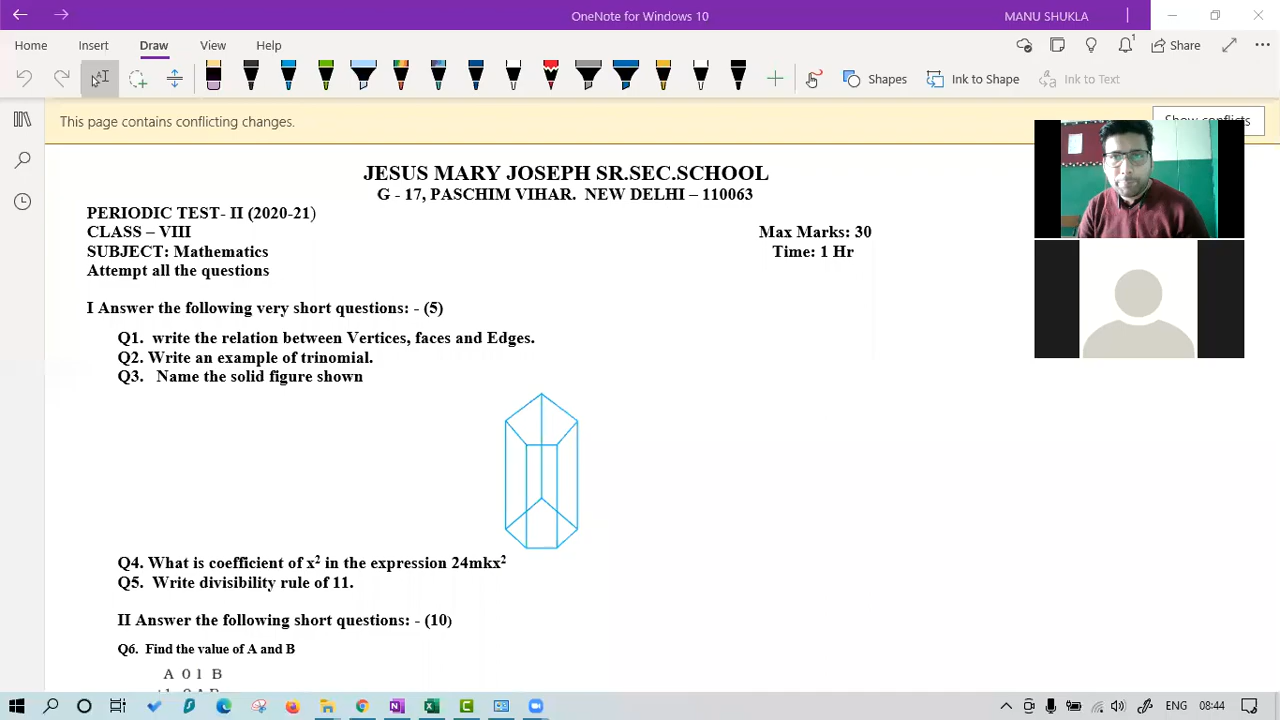 OneNote for Windows 10
MANU SHUKLA
Home Insert Draw View Help
Share
Shapes Ink to Shape Ink to Text
This page contains conflicting changes.
Show conflicts
JESUS MARY JOSEPH SR.SEC.SCHOOL
G - 17, PASCHIM VIHAR. NEW DELHI – 110063
PERIODIC TEST- II (2020-21)
CLASS – VIII Max Marks: 30
SUBJECT: Mathematics Time: 1 Hr
Attempt all the questions
I Answer the following very short questions: - (5)
Q1. write the relation between Vertices, faces and Edges.
Q2. Write an example of trinomial.
Q3. Name the solid figure shown
Q4. What is coefficient of x² in the expression 24mkx²
Q5. Write divisibility rule of 11.
II Answer the following short questions: - (10)
Q6. Find the value of A and B
A 0 1 B
ENG 08:44